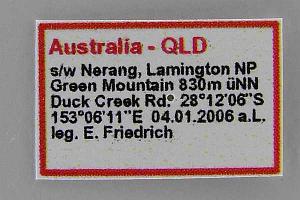 Australia - QLD
s/w Nerang, Lamington NP
Green Mountain 830m üNN
Duck Creek Rd. 28°12'06"S
153°06'11"E 04.01.2006 a.L.
leg. E. Friedrich